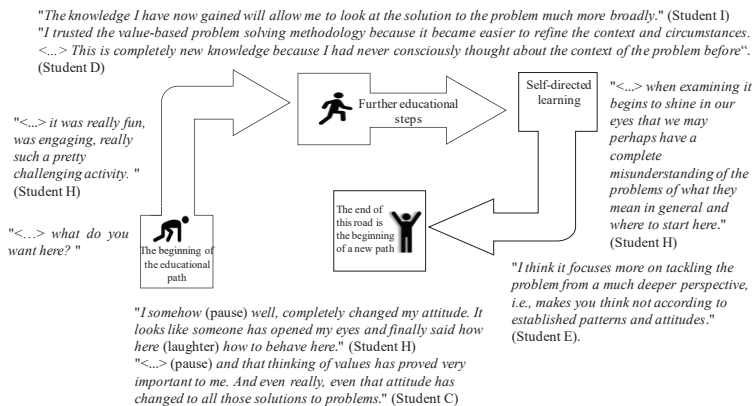 "The knowledge I have now gained will allow me to look at the solution to the problem much more broadly." (Student I)
"I trusted the value-based problem solving methodology because it became easier to refine the context and circumstances.
<...> This is completely new knowledge because I had never consciously thought about the context of the problem before“.
(Student D)
"<...> it was really fun,
was engaging, really
such a pretty
challenging activity. "
(Student H)
"<…> what do you
want here? "
The beginning of
the educational
path
Further educational
steps
Self-directed
learning
"<...> when examining it
begins to shine in our
eyes that we may
perhaps have a
complete
misunderstanding of the
problems of what they
mean in general and
where to start here."
(Student H)
The end of
this road is
the beginning
of a new path
"I think it focuses more on tackling the
problem from a much deeper perspective,
i.e., makes you think not according to
established patterns and attitudes."
(Student E).
"I somehow (pause) well, completely changed my attitude. It
looks like someone has opened my eyes and finally said how
here (laughter) how to behave here." (Student H)
"<...> (pause) and that thinking of values has proved very
important to me. And even really, even that attitude has
changed to all those solutions to problems." (Student C)